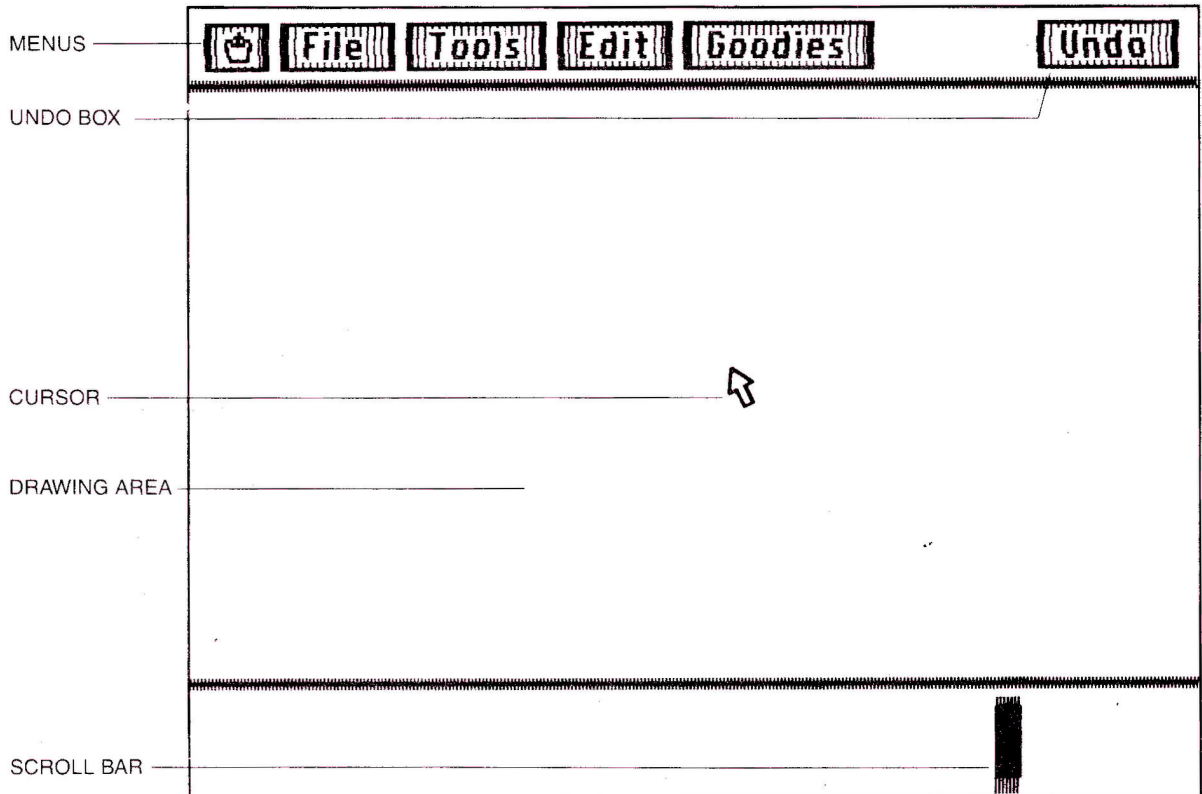 MENUS
File Tools Edit Goodies Undo
UNDO BOX
CURSOR
DRAWING AREA
SCROLL BAR